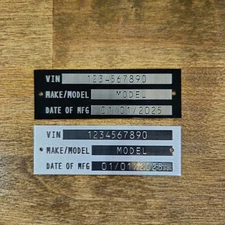 VIN 123-567890
MAKE/MODEL MODEL
DATE OF MFG 01/01/2025
VIN 1234567890
MAKE/MODEL MODEL
DATE OF MFG 01/01/2025